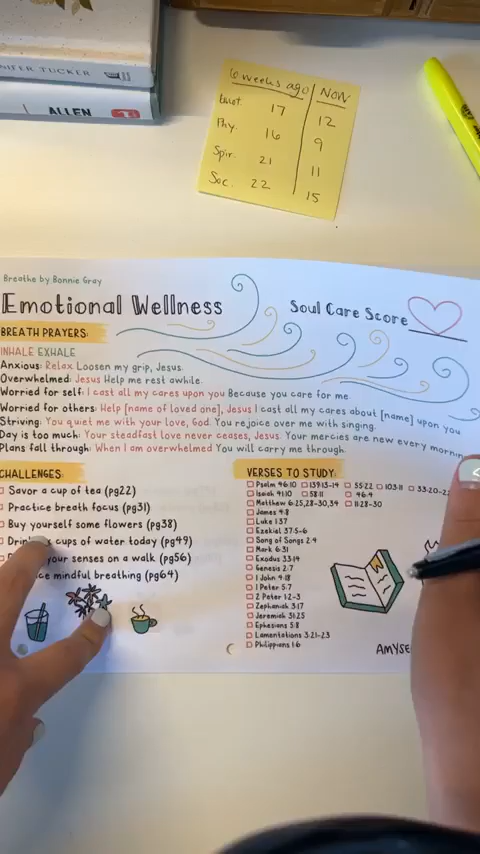 NIFER TUCKER
ALLEN
6 weeks ago NOW
Emot. 17 12
Phy. 16 9
Spir. 21 11
Soc. 22 15
Breathe by Bonnie Gray
Emotional Wellness
Soul Care Score
BREATH PRAYERS:
INHALE EXHALE
Anxious: Relax Loosen my grip, Jesus.
Overwhelmed: Jesus Help me rest awhile.
Worried for self: I cast all my cares upon you Because you care for me
Worried for others: Help [name of loved one], Jesus I cast all my cares about [name] upon you
Striving: You quiet me with your love, God. You rejoice over me with singing.
Day is too much: Your steadfast love never ceases, Jesus. Your mercies are new every morning
Plans fall through: When I am overwhelmed You will carry me through.
CHALLENGES:
Savor a cup of tea (pg22)
Practice breath focus (pg31)
Buy yourself some flowers (pg38)
Drin cups of water today (pg49)
your senses on a walk (pg56)
ce mindful breathing (pg64)
VERSES TO STUDY:
Psalm 46:10 139:13-14 55:22 103:11 33:20-2
Isaiah 41:10 58:11 46:4
Matthew 6:25,28-30,34 11:28-30
James 4:8
Luke 1:37
Ezekial 37:5-6
Song of Songs 2:4
Mark 6:31
Exodus 33:14
Genesis 2:7
1 John 4:18
1 Peter 5:7
2 Peter 1:2-3
Zephaniah 3:17
Jeremiah 31:25
Ephesians 5:8
Lamentations 3:21-23
Philippians 1:6
AMYSE